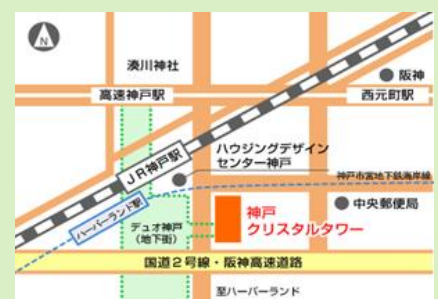 N
湊川神社
阪神
高速神戸駅
西元町駅
ハウジングデザイン
センター神戸
JR神戸駅
神戸市営地下鉄海岸線
ハーバーランド駅
神戸
クリスタルタワー
中央郵便局
デュオ神戸
(地下街)
国道2号線・阪神高速道路
至ハーバーランド